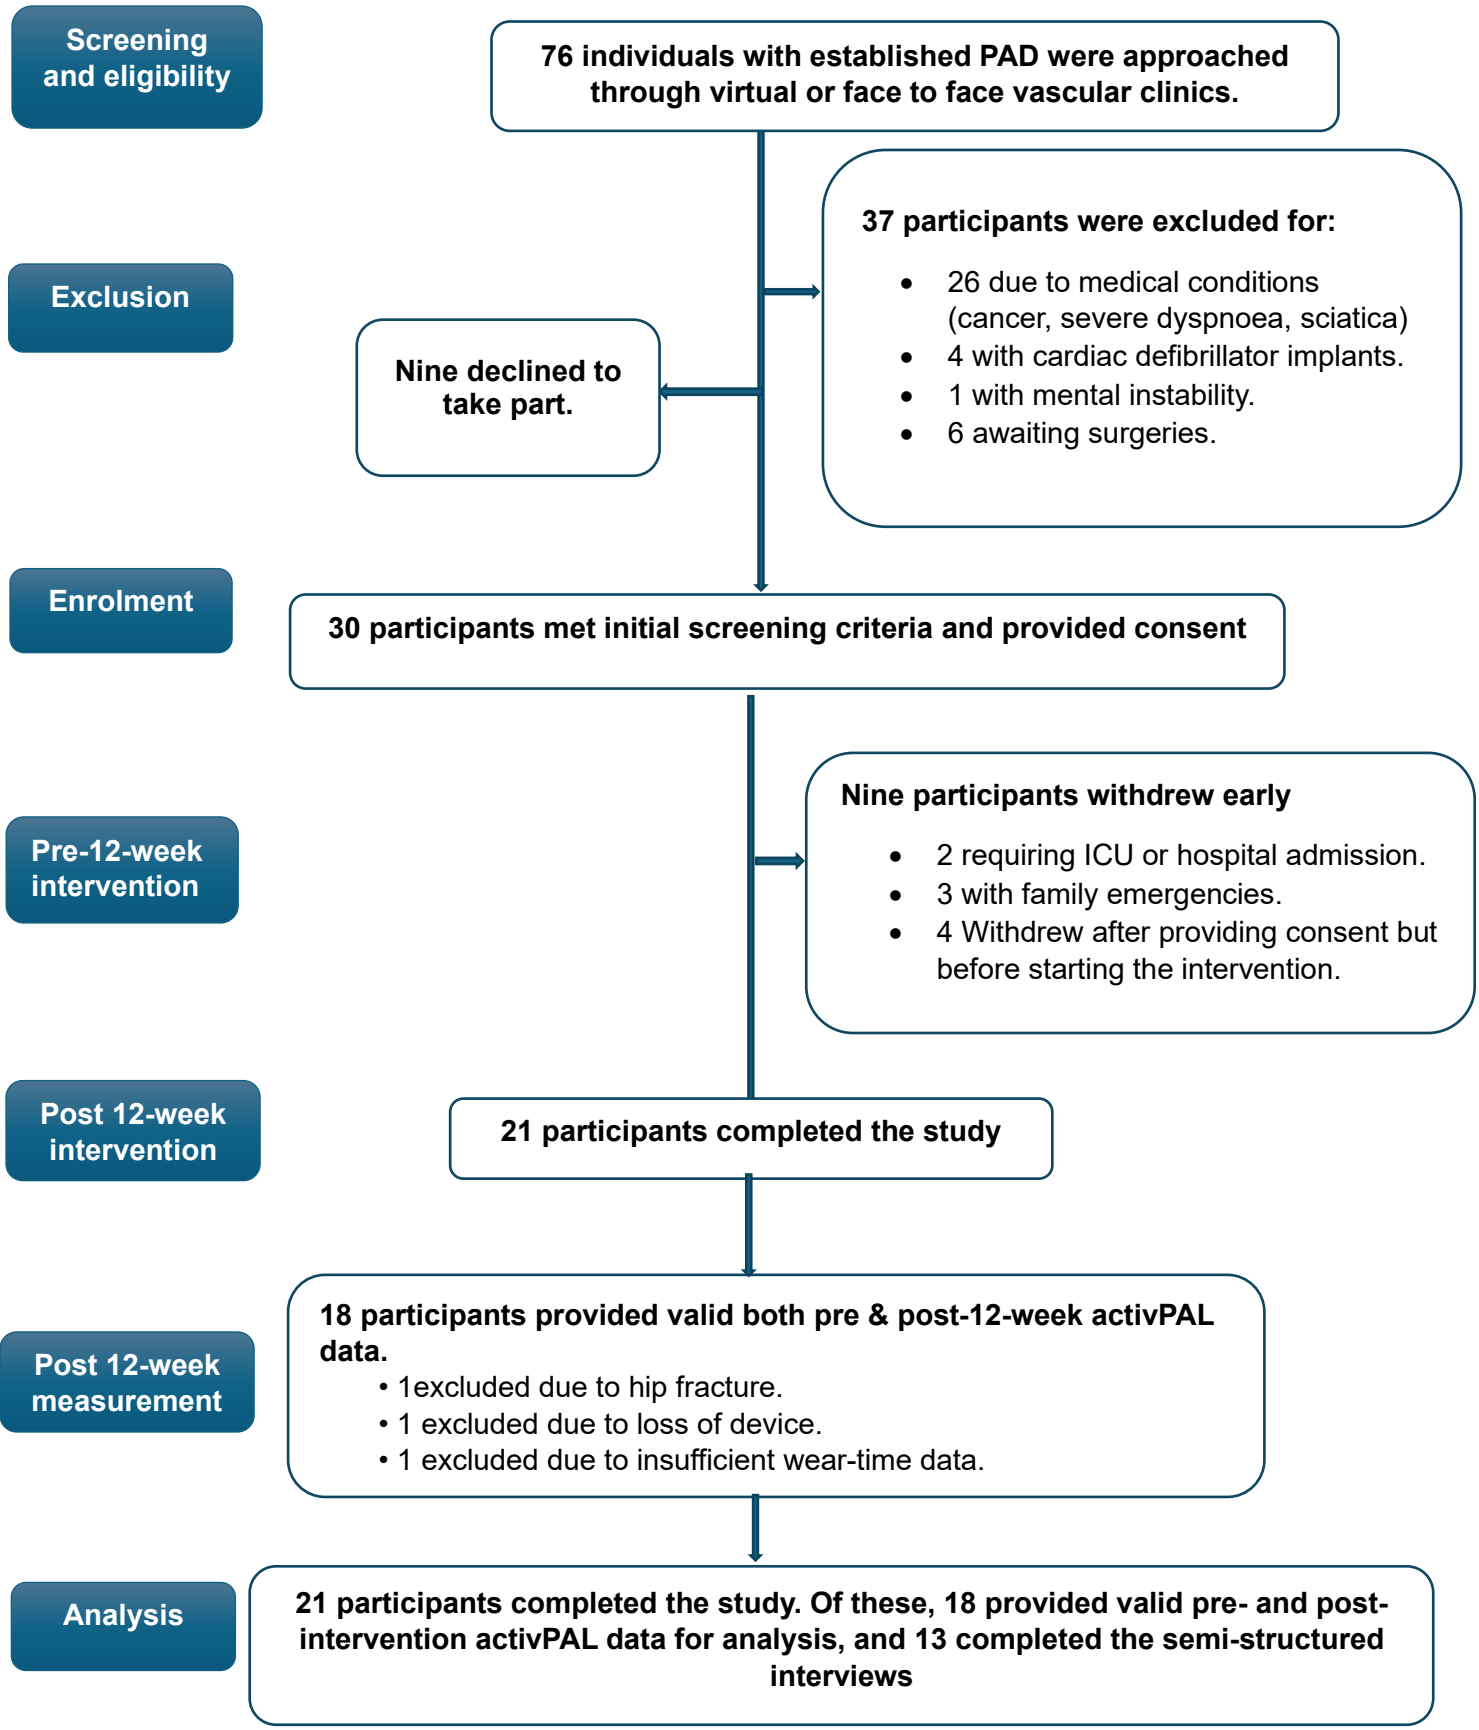 Screening
and eligibility
76 individuals with established PAD were approached
through virtual or face to face vascular clinics.
37 participants were excluded for:
• 26 due to medical conditions
(cancer, severe dyspnoea, sciatica)
• 4 with cardiac defibrillator implants.
• 1 with mental instability.
• 6 awaiting surgeries.
Exclusion
Nine declined to
take part.
Enrolment
30 participants met initial screening criteria and provided consent
Pre-12-week
intervention
Nine participants withdrew early
• 2 requiring ICU or hospital admission.
• 3 with family emergencies.
• 4 Withdrew after providing consent but
before starting the intervention.
Post 12-week
intervention
21 participants completed the study
Post 12-week
measurement
18 participants provided valid both pre & post-12-week activPAL
data.
• 1excluded due to hip fracture.
• 1 excluded due to loss of device.
• 1 excluded due to insufficient wear-time data.
Analysis
21 participants completed the study. Of these, 18 provided valid pre- and post-
intervention activPAL data for analysis, and 13 completed the semi-structured
interviews